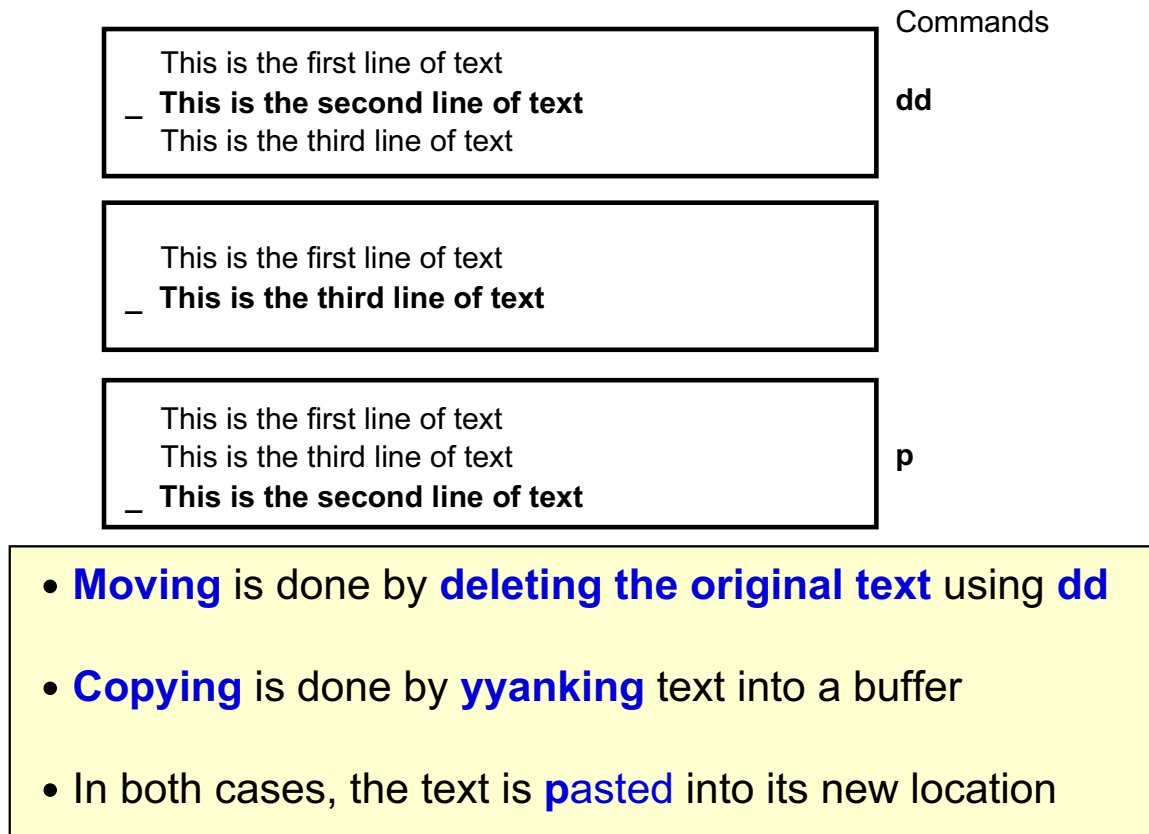 Commands
This is the first line of text
_ This is the second line of text dd
This is the third line of text
This is the first line of text
_ This is the third line of text
This is the first line of text
This is the third line of text p
_ This is the second line of text
• Moving is done by deleting the original text using dd
• Copying is done by yyanking text into a buffer
• In both cases, the text is pasted into its new location